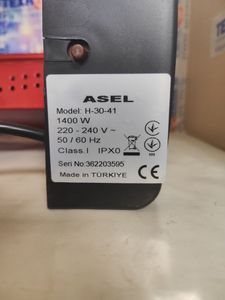 ASEL
Model: H-30-41
1400 W
220 - 240 V ~
50 / 60 Hz
Class.I IPX0
Seri No:362203595
Made in TÜRKİYE
CE